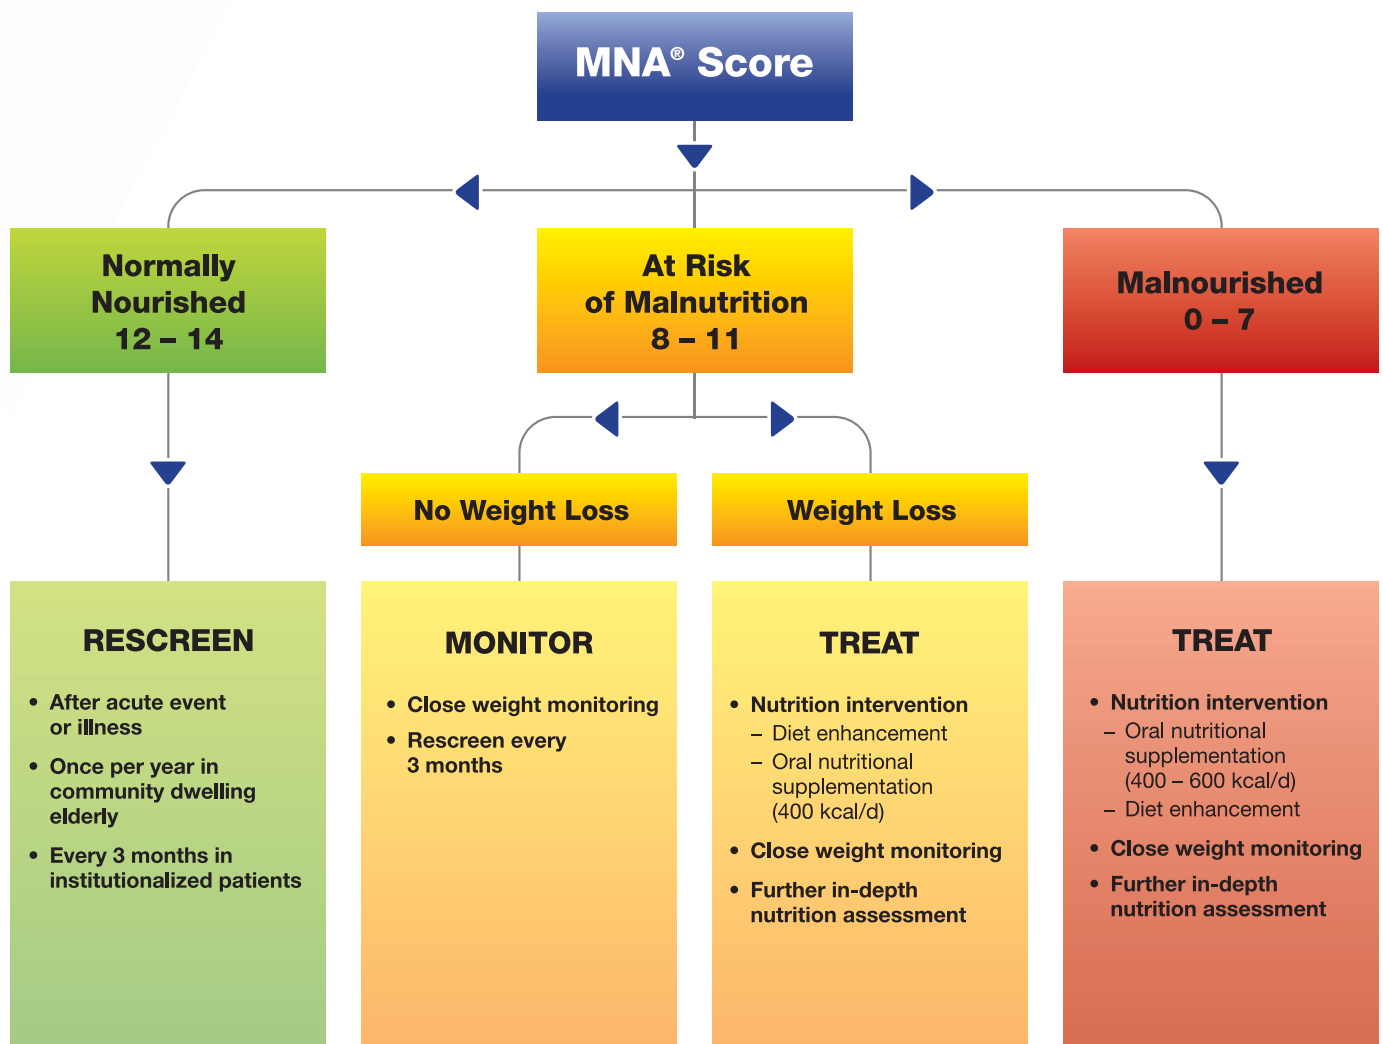 MNA® Score
Normally
Nourished
12 – 14
At Risk
of Malnutrition
8 – 11
Malnourished
0 – 7
No Weight Loss
Weight Loss
RESCREEN
• After acute event
or illness
• Once per year in
community dwelling
elderly
• Every 3 months in
institutionalized patients
MONITOR
• Close weight monitoring
• Rescreen every
3 months
TREAT
• Nutrition intervention
– Diet enhancement
– Oral nutritional
supplementation
(400 kcal/d)
• Close weight monitoring
• Further in-depth
nutrition assessment
TREAT
• Nutrition intervention
– Oral nutritional
supplementation
(400 – 600 kcal/d)
– Diet enhancement
• Close weight monitoring
• Further in-depth
nutrition assessment